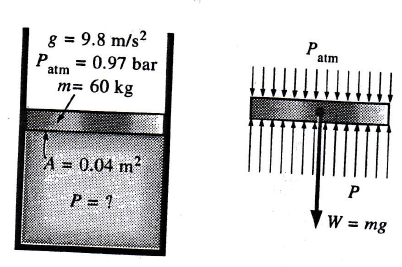 g = 9.8 m/s²
P_atm = 0.97 bar
m = 60 kg
A = 0.04 m²
P = ?
P_atm
P
W = mg